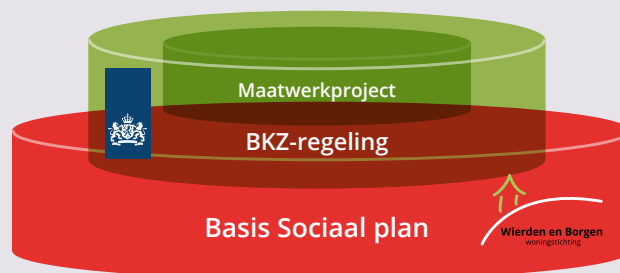 Maatwerkproject
BKZ-regeling
Basis Sociaal plan
Wierden en Borgen
woningstichting